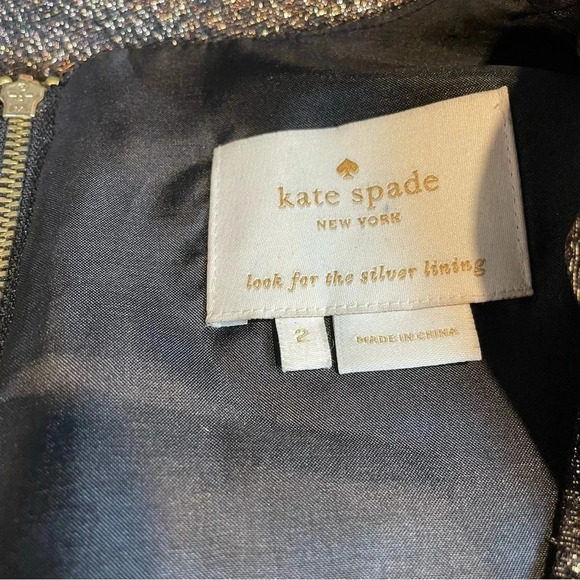 kate spade
NEW YORK
look for the silver lining
2
MADE IN CHINA